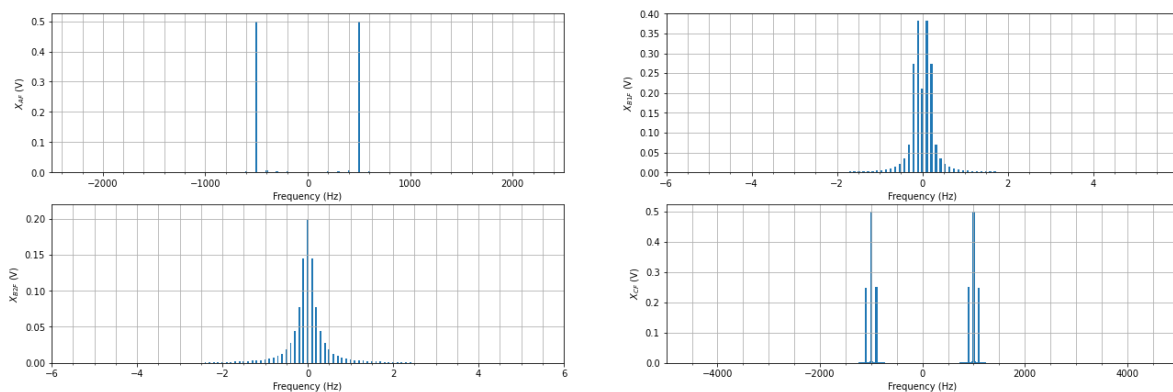 0.5
0.4
0.3
0.2
0.1
0.0
X_AF (V)
−2000 −1000 0 1000 2000
Frequency (Hz)
0.40
0.35
0.30
0.25
0.20
0.15
0.10
0.05
0.00
X_B1F (V)
−6 −4 −2 0 2 4
Frequency (Hz)
0.20
0.15
0.10
0.05
0.00
X_B2F (V)
−6 −4 −2 0 2 4 6
Frequency (Hz)
0.5
0.4
0.3
0.2
0.1
0.0
X_CF (V)
−4000 −2000 0 2000 4000
Frequency (Hz)